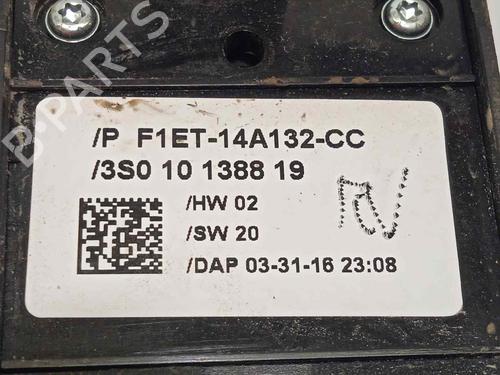 B-PARTS
/P F1ET-14A132-CC
/3S0 10 1388 19
/HW 02
/SW 20
/DAP 03-31-16 23:08